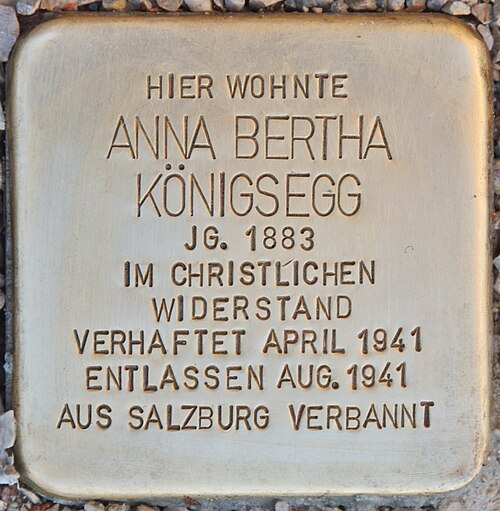 HIER WOHNTE
ANNA BERTHA
KÖNIGSEGG
JG. 1883
IM CHRISTLICHEN
WIDERSTAND
VERHAFTET APRIL 1941
ENTLASSEN AUG. 1941
AUS SALZBURG VERBANNT